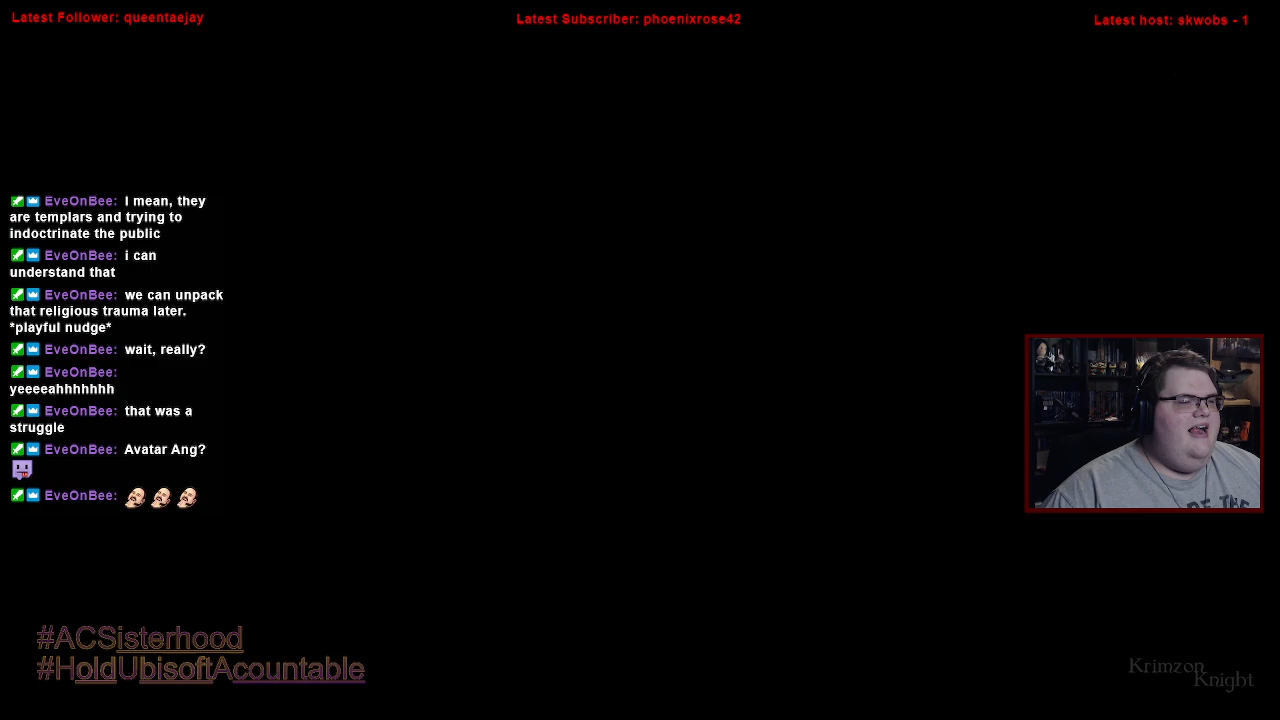 Latest Follower: queentaejay
Latest Subscriber: phoenixrose42
Latest host: skwobs - 1
EveOnBee: I mean, they
are templars and trying to
indoctrinate the public
EveOnBee: i can
understand that
EveOnBee: we can unpack
that religious trauma later.
*playful nudge*
EveOnBee: wait, really?
EveOnBee:
yeeeeahhhhhhh
EveOnBee: that was a
struggle
EveOnBee: Avatar Ang?
EveOnBee:
#ACSisterhood
#HoldUbisoftAcountable
Krimzon
Knight